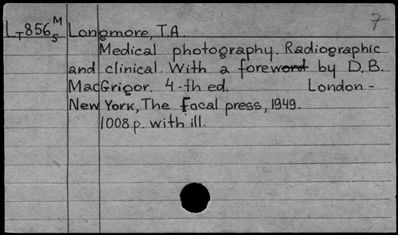 7
L T 856 M S Longmore, T.A.
Medical photography. Radiographic
and clinical. With a foreword by D.B.
MacGrigor. 4-th ed. London -
New York, The Focal press, 1949.
1008 p. with ill.